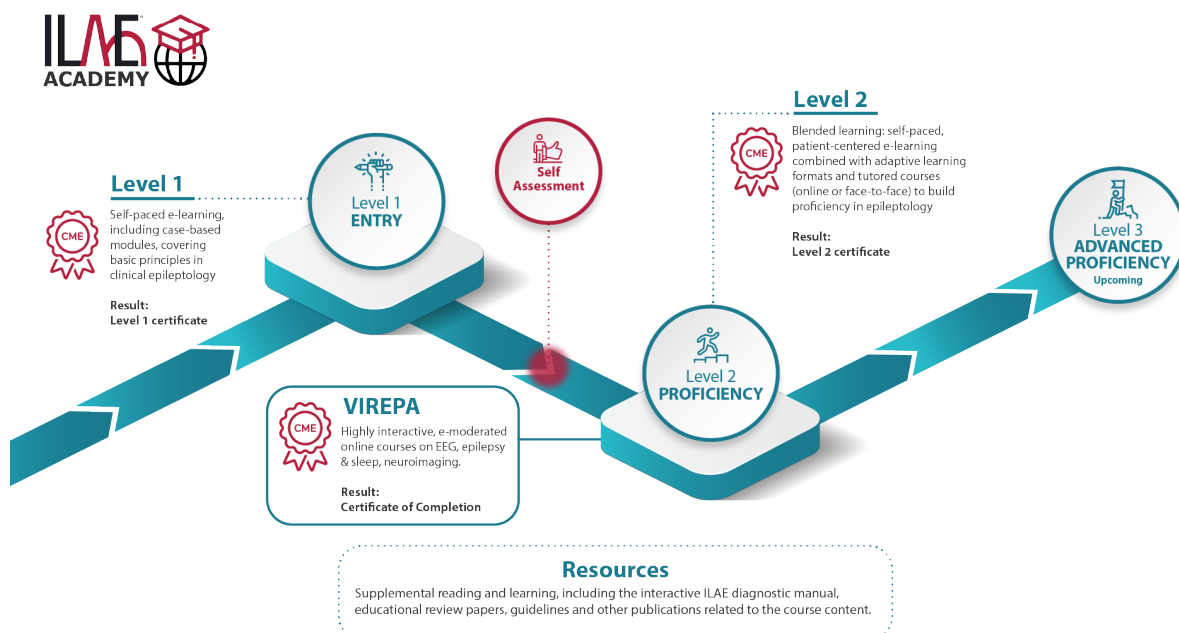 ILAE
ACADEMY
Level 1
CME
Self-paced e-learning,
including case-based
modules, covering
basic principles in
clinical epileptology
Result:
Level 1 certificate
Level 1
ENTRY
Self
Assessment
Level 2
CME
Blended learning: self-paced,
patient-centered e-learning
combined with adaptive learning
formats and tutored courses
(online or face-to-face) to build
proficiency in epileptology
Result:
Level 2 certificate
Level 3
ADVANCED
PROFICIENCY
Upcoming
Level 2
PROFICIENCY
VIREPA
CME
Highly interactive, e-moderated
online courses on EEG, epilepsy
& sleep, neuroimaging.
Result:
Certificate of Completion
Resources
Supplemental reading and learning, including the interactive ILAE diagnostic manual,
educational review papers, guidelines and other publications related to the course content.